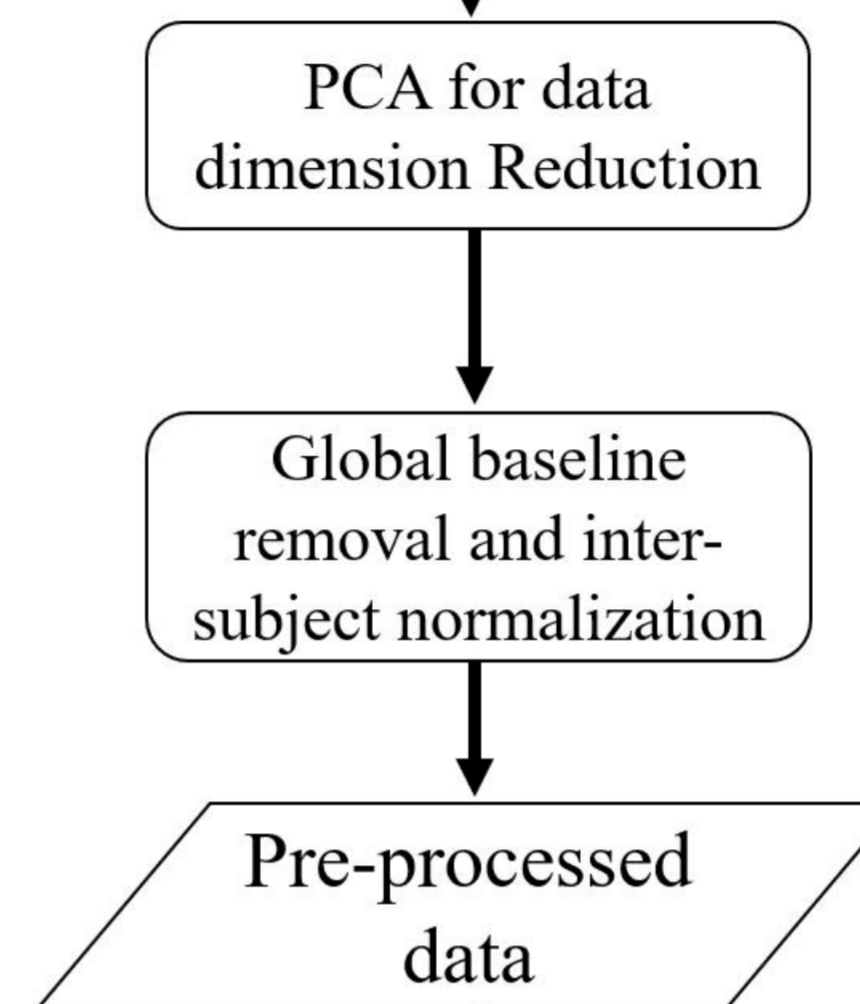 PCA for data
dimension Reduction
Global baseline
removal and inter-
subject normalization
Pre-processed
data